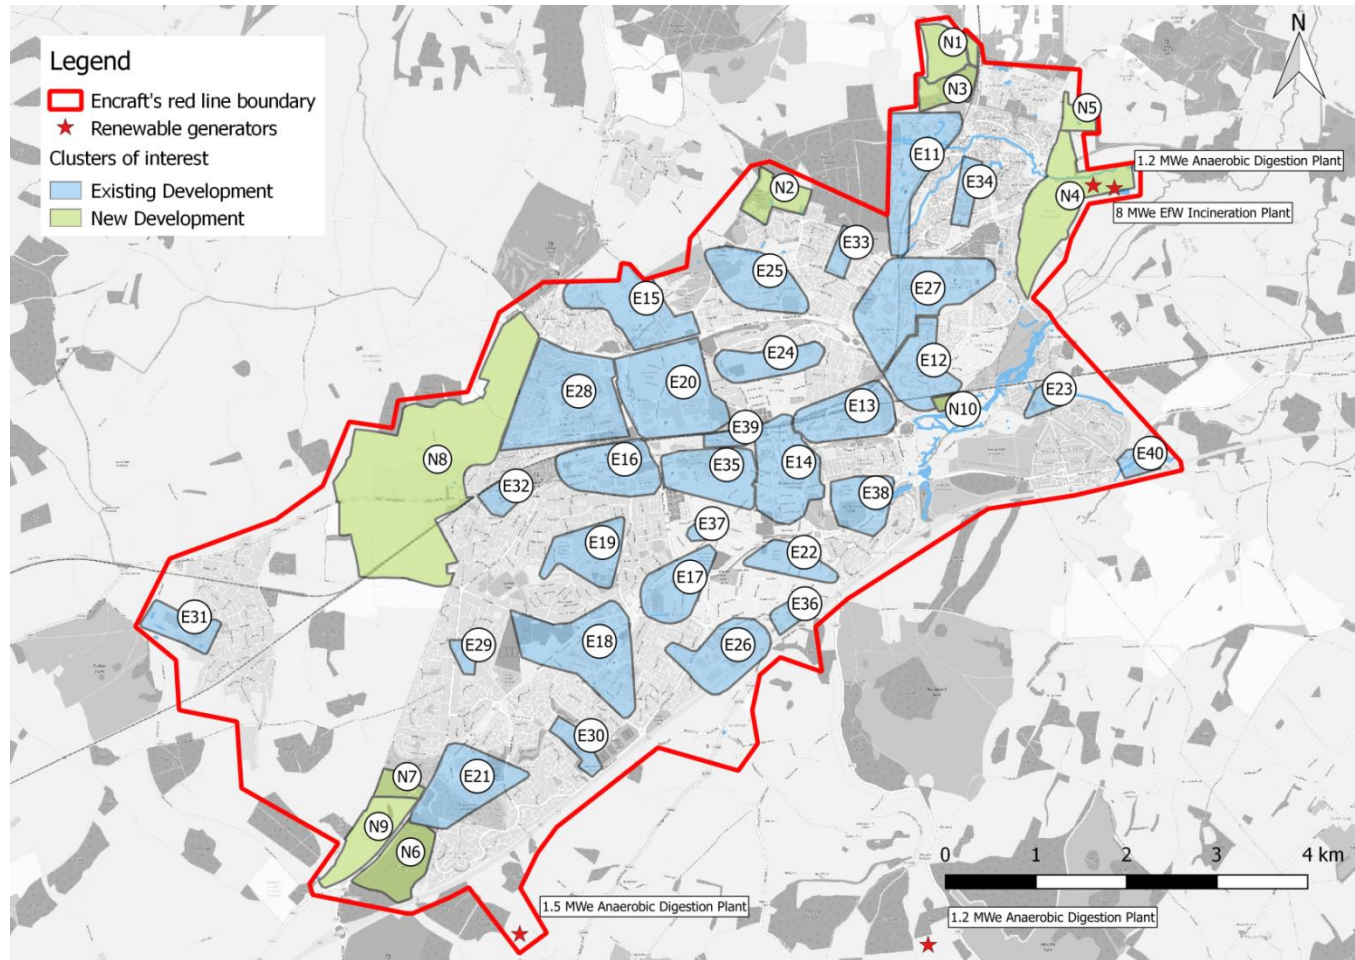 Legend
Encraft's red line boundary
Renewable generators
Clusters of interest
Existing Development
New Development
N
N1
N3
N5
E11
1.2 MWe Anaerobic Digestion Plant
E34
N2
N4
8 MWe EfW Incineration Plant
E33
E25
E27
E15
E24
E12
E23
E28
E20
E13
N10
E39
E40
N8
E16
E35
E14
E32
E38
E37
E19
E22
E17
E36
E31
E29
E18
E26
E30
N7
E21
N9
N6
0 1 2 3 4 km
1.5 MWe Anaerobic Digestion Plant
1.2 MWe Anaerobic Digestion Plant